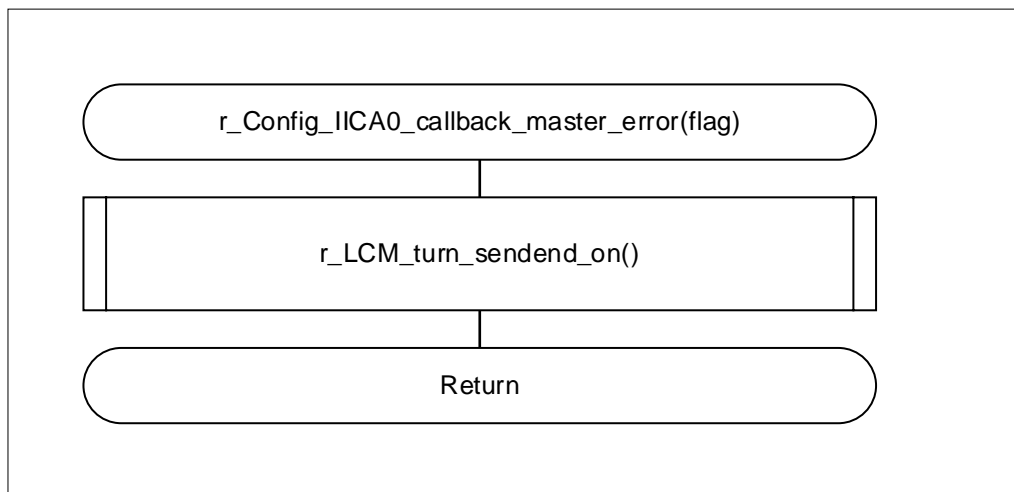 r_Config_IICA0_callback_master_error(flag)
r_LCM_turn_sendend_on()
Return